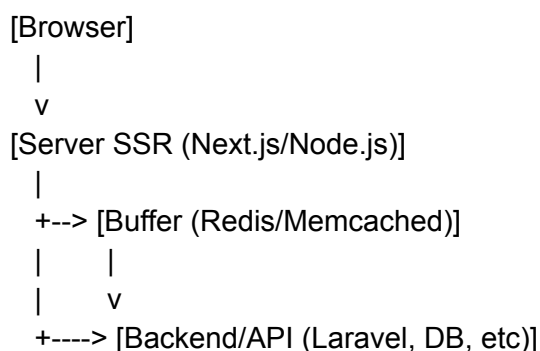 [Browser]
|
v
[Server SSR (Next.js/Node.js)]
|
+--> [Buffer (Redis/Memcached)]
| |
| v
+----> [Backend/API (Laravel, DB, etc)]